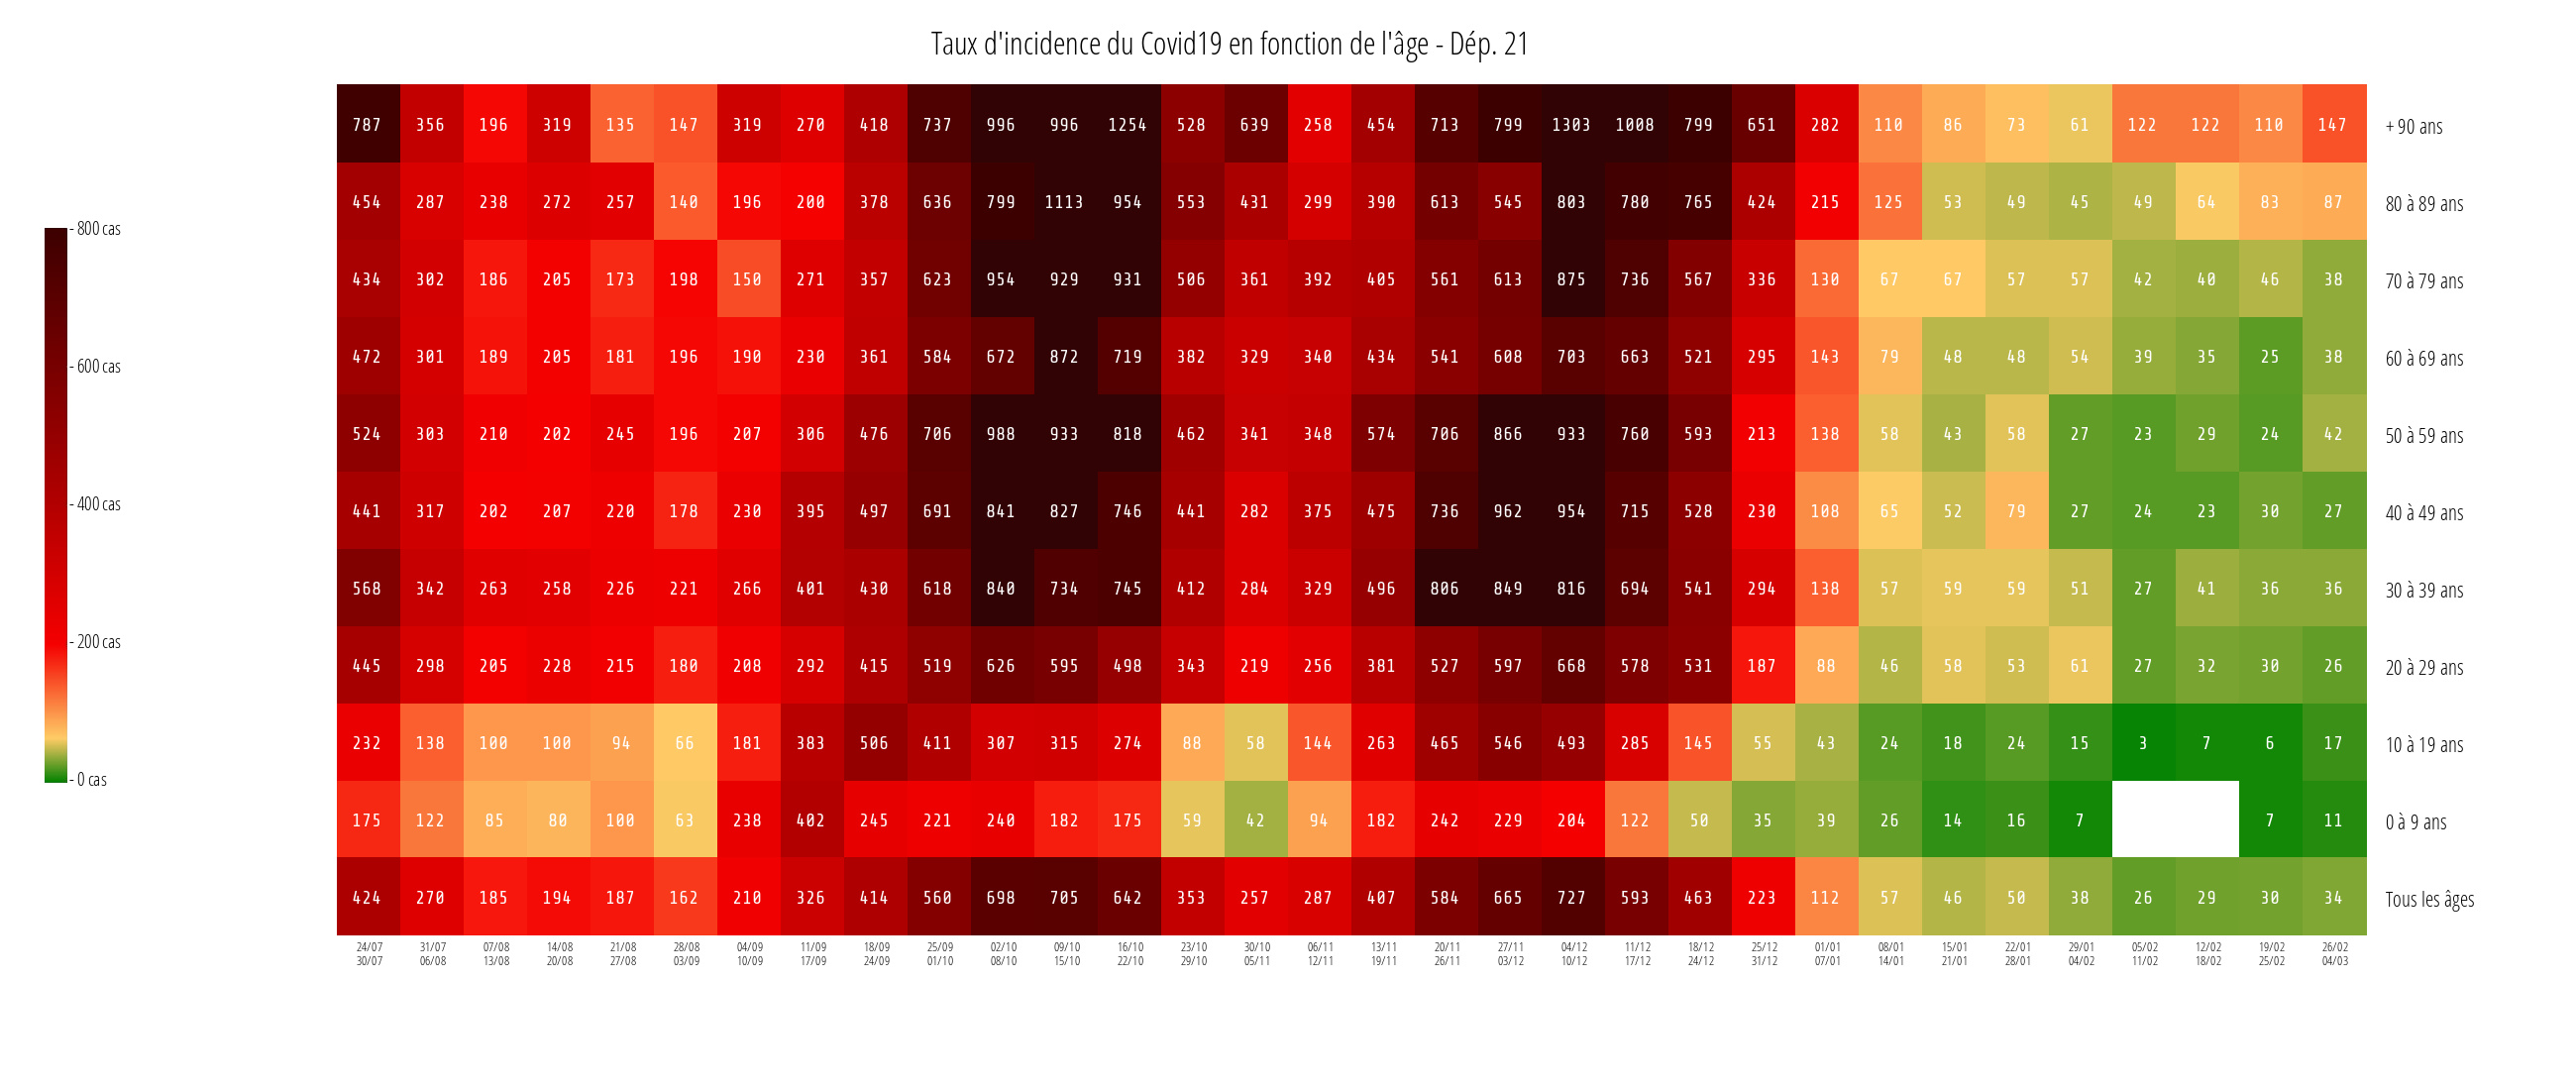 Taux d'incidence du Covid19 en fonction de l'âge - Dép. 21
787 356 196 319 135 147 319 270 418 737 996 996 1254 528 639 258 454 713 799 1303 1008 799 651 282 110 86 73 61 122 122 110 147 + 90 ans
454 287 238 272 257 140 196 200 378 636 799 1113 954 553 431 299 390 613 545 803 780 765 424 215 125 53 49 45 49 64 83 87 80 à 89 ans
- 800 cas
434 302 186 205 173 198 150 271 357 623 954 929 931 506 361 392 405 561 613 875 736 567 336 130 67 67 57 57 42 40 46 38 70 à 79 ans
472 301 189 205 181 196 190 230 361 584 672 872 719 382 329 340 434 541 608 703 663 521 295 143 79 48 48 54 39 35 25 38 60 à 69 ans
- 600 cas
524 303 210 202 245 196 207 306 476 706 988 933 818 462 341 348 574 706 866 933 760 593 213 138 58 43 58 27 23 29 24 42 50 à 59 ans
- 400 cas
441 317 202 207 220 178 230 395 497 691 841 827 746 441 282 375 475 736 962 954 715 528 230 108 65 52 79 27 24 23 30 27 40 à 49 ans
568 342 263 258 226 221 266 401 430 618 840 734 745 412 284 329 496 806 849 816 694 541 294 138 57 59 59 51 27 41 36 36 30 à 39 ans
- 200 cas
445 298 205 228 215 180 208 292 415 519 626 595 498 343 219 256 381 527 597 668 578 531 187 88 46 58 53 61 27 32 30 26 20 à 29 ans
232 138 100 100 94 66 181 383 506 411 307 315 274 88 58 144 263 465 546 493 285 145 55 43 24 18 24 15 3 7 6 17 10 à 19 ans
- 0 cas
175 122 85 80 100 63 238 402 245 221 240 182 175 59 42 94 182 242 229 204 122 50 35 39 26 14 16 7 7 11 0 à 9 ans
424 270 185 194 187 162 210 326 414 560 698 705 642 353 257 287 407 584 665 727 593 463 223 112 57 46 50 38 26 29 30 34 Tous les âges
24/07 31/07 07/08 14/08 21/08 28/08 04/09 11/09 18/09 25/09 02/10 09/10 16/10 23/10 30/10 06/11 13/11 20/11 27/11 04/12 11/12 18/12 25/12 01/01 08/01 15/01 22/01 29/01 05/02 12/02 19/02 26/02
30/07 06/08 13/08 20/08 27/08 03/09 10/09 17/09 24/09 01/10 08/10 15/10 22/10 29/10 05/11 12/11 19/11 26/11 03/12 10/12 17/12 24/12 31/12 07/01 14/01 21/01 28/01 04/02 11/02 18/02 25/02 04/03